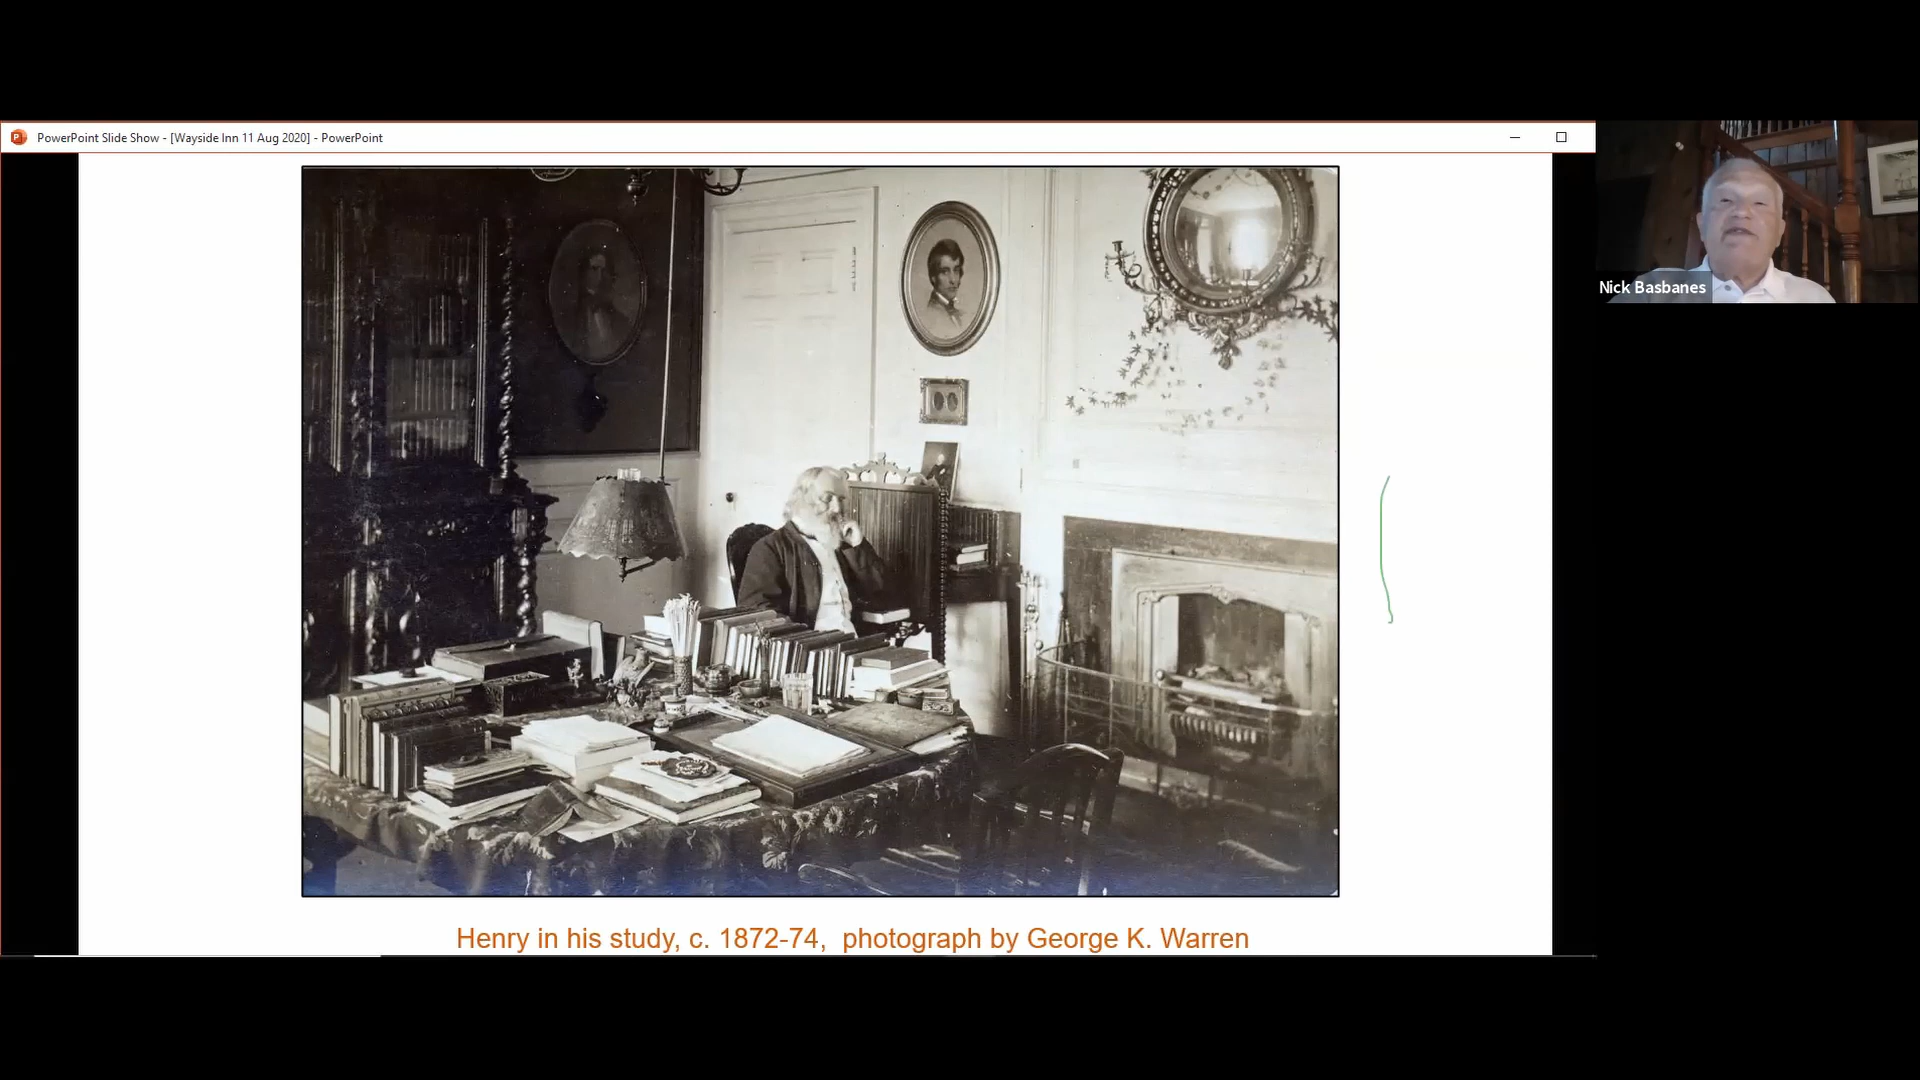 PowerPoint Slide Show - [Wayside Inn 11 Aug 2020] - PowerPoint
Nick Basbanes
Henry in his study, c. 1872-74, photograph by George K. Warren